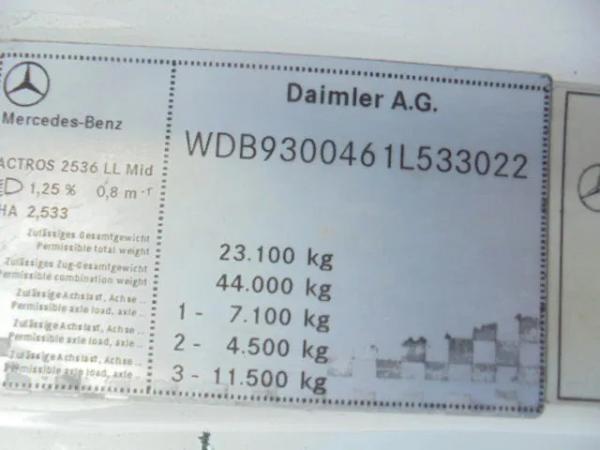 Mercedes-Benz
Daimler A.G.
WDB9300461L533022
ACTROS 2536 LL Mid
1,25 % 0,8 m⁻¹
HA 2,533
Zulässiges Gesamtgewicht
Permissible total weight
23.100 kg
Zulässiges Zug-Gesamtgewicht
Permissible combination weight
44.000 kg
Zulässige Achslast, Achse ..
Permissible axle load, axle ..
1 - 7.100 kg
Zulässige Achslast, Achse ..
Permissible axle load, axle ..
2 - 4.500 kg
Zulässige Achslast, Achse ..
Permissible axle load, axle ..
3 - 11.500 kg